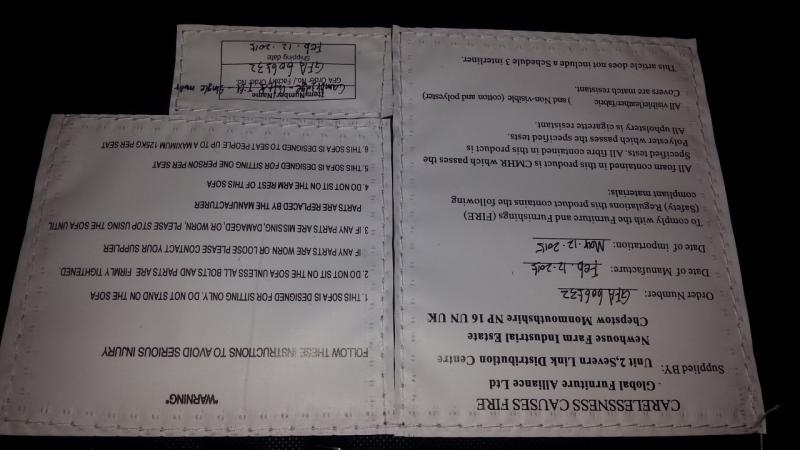 CARELESSNESS CAUSES FIRE
Global Furniture Alliance Ltd
Supplied BY: Unit 2,Severn Link Distribution Centre
Newhouse Farm Industrial Estate
Chepstow Monmouthshire NP 16 UN UK
Order Number: GFA 606532
Date of Manufacture: Feb.12.2015
Date of importation: May.12.2015
To comply with the Furniture and Furnishings (FIRE)
(Safety) Regulations this product contains the following
compliant materials:
All foam contained in this product is CMHR which passes the
Specified tests. All fibre contained in this product is
Polyester which passes the specified tests.
All upholstery is cigarette resistant.
All visible(leather/fabric ) and Non-visible (cotton and polyester)
Covers are match resistant.
This article does not include a Schedule 3 interliner.
"WARNING"
FOLLOW THESE INSTRUCTIONS TO AVOID SERIOUS INJURY
1. THIS SOFA IS DESIGNED FOR SITTING ONLY. DO NOT STAND ON THE SOFA
2. DO NOT SIT ON THE SOFA UNLESS ALL BOLTS AND PARTS ARE FIRMLY TIGHTENED.
IF ANY PARTS ARE WORN OR LOOSE PLEASE CONTACT YOUR SUPPLIER
3. IF ANY PARTS ARE MISSING, DAMAGED, OR WORN, PLEASE STOP USING THE SOFA UNTIL
PARTS ARE REPLACED BY THE MANUFACTURER
4. DO NOT SIT ON THE ARM REST OF THIS SOFA
5. THIS SOFA IS DESIGNED FOR ONE PERSON SITTING PER SEAT
6. THIS SOFA IS DESIGNED TO SEAT PEOPLE UP TO A MAXIMUM 125KG PER SEAT
Item Number/Name
GFA Order No./ Factory Order No.
GFA 606532
Shipping date
Feb.12.2015